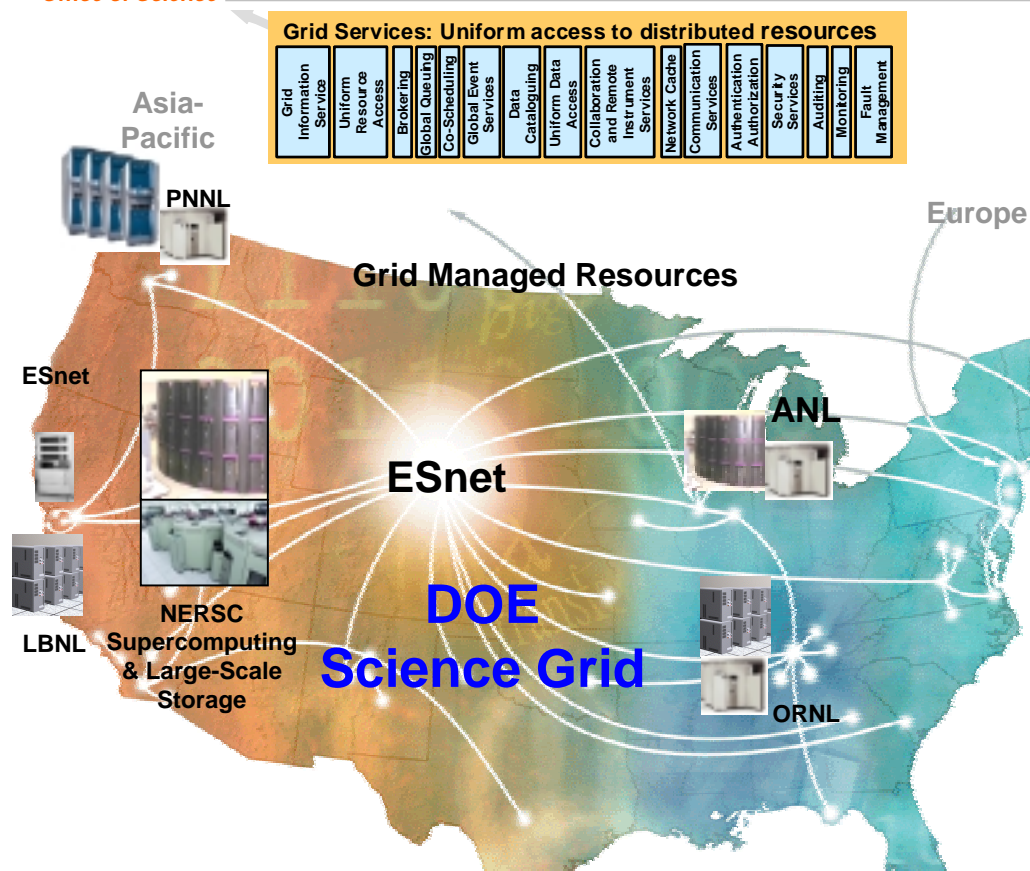 Office of Science
Grid Services: Uniform access to distributed resources
Grid
Information
Service
Uniform
Resource
Access
Brokering
Global Queuing
Co-Scheduling
Global Event
Services
Data
Cataloguing
Uniform Data
Access
Collaboration
and Remote
Instrument
Services
Network Cache
Communication
Services
Authentication
Authorization
Security
Services
Auditing
Monitoring
Fault
Management
Asia-
Pacific
PNNL
Europe
Grid Managed Resources
ESnet
ANL
ESnet
DOE
Science Grid
NERSC
Supercomputing
& Large-Scale
Storage
LBNL
ORNL